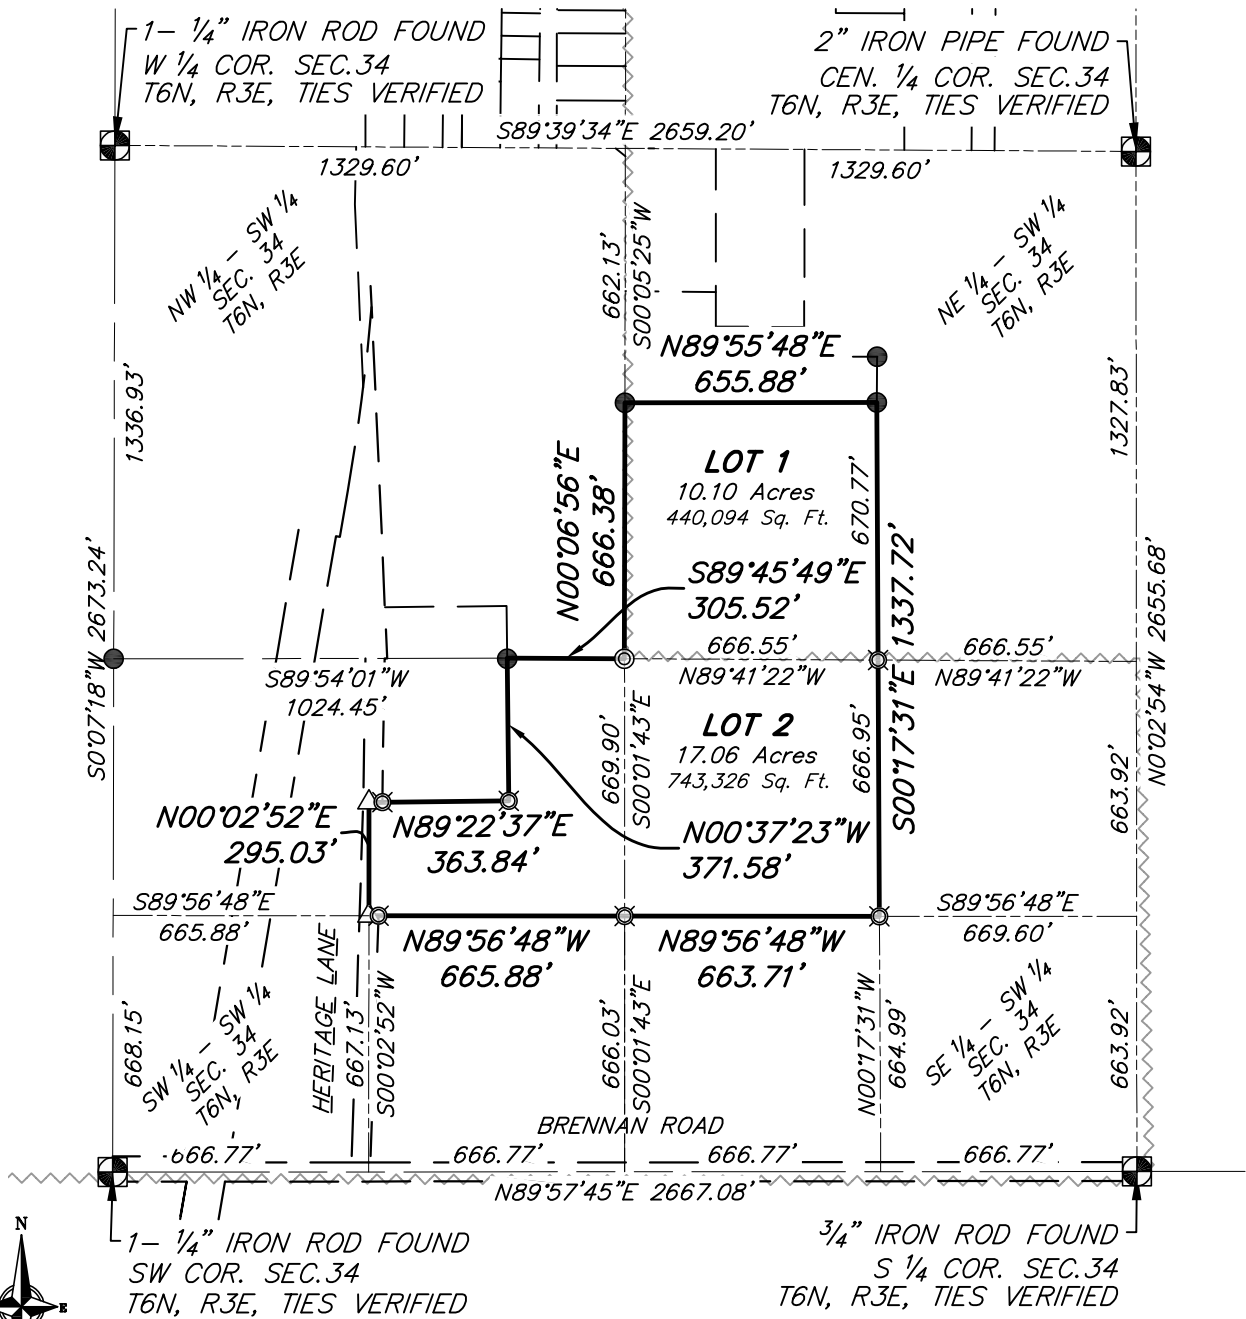 1- 1/4" IRON ROD FOUND
W 1/4 COR. SEC.34
T6N, R3E, TIES VERIFIED
2" IRON PIPE FOUND
CEN. 1/4 COR. SEC.34
T6N, R3E, TIES VERIFIED
S89°39'34"E 2659.20'
1329.60'
1329.60'
NW 1/4 - SW 1/4
SEC. 34
T6N, R3E
662.13'
S00°05'25"W
NE 1/4 - SW 1/4
SEC. 34
T6N, R3E
N89°55'48"E
655.88'
1336.93'
1327.83'
N00°06'56"E
666.38'
LOT 1
10.10 Acres
440,094 Sq. Ft.
670.77'
S89°45'49"E
305.52'
S00°17'31"E 1337.72'
S0°07'18"W 2673.24'
N0°02'54"W 2655.68'
666.55'
N89°41'22"W
666.55'
N89°41'22"W
S89°54'01"W
1024.45'
669.90'
S00°01'43"E
LOT 2
17.06 Acres
743,326 Sq. Ft.
666.95'
663.92'
N00°02'52"E
295.03'
N89°22'37"E
363.84'
N00°37'23"W
371.58'
S89°56'48"E
665.88'
N89°56'48"W
665.88'
N89°56'48"W
663.71'
S89°56'48"E
669.60'
668.15'
SW 1/4 - SW 1/4
SEC. 34
T6N, R3E
HERITAGE LANE
667.13'
S00°02'52"W
666.03'
S00°01'43"E
N00°17'31"W
664.99'
SE 1/4 - SW 1/4
SEC. 34
T6N, R3E
663.92'
BRENNAN ROAD
666.77'
666.77'
666.77'
666.77'
N89°57'45"E 2667.08'
1- 1/4" IRON ROD FOUND
SW COR. SEC.34
T6N, R3E, TIES VERIFIED
3/4" IRON ROD FOUND
S 1/4 COR. SEC.34
T6N, R3E, TIES VERIFIED
N
E